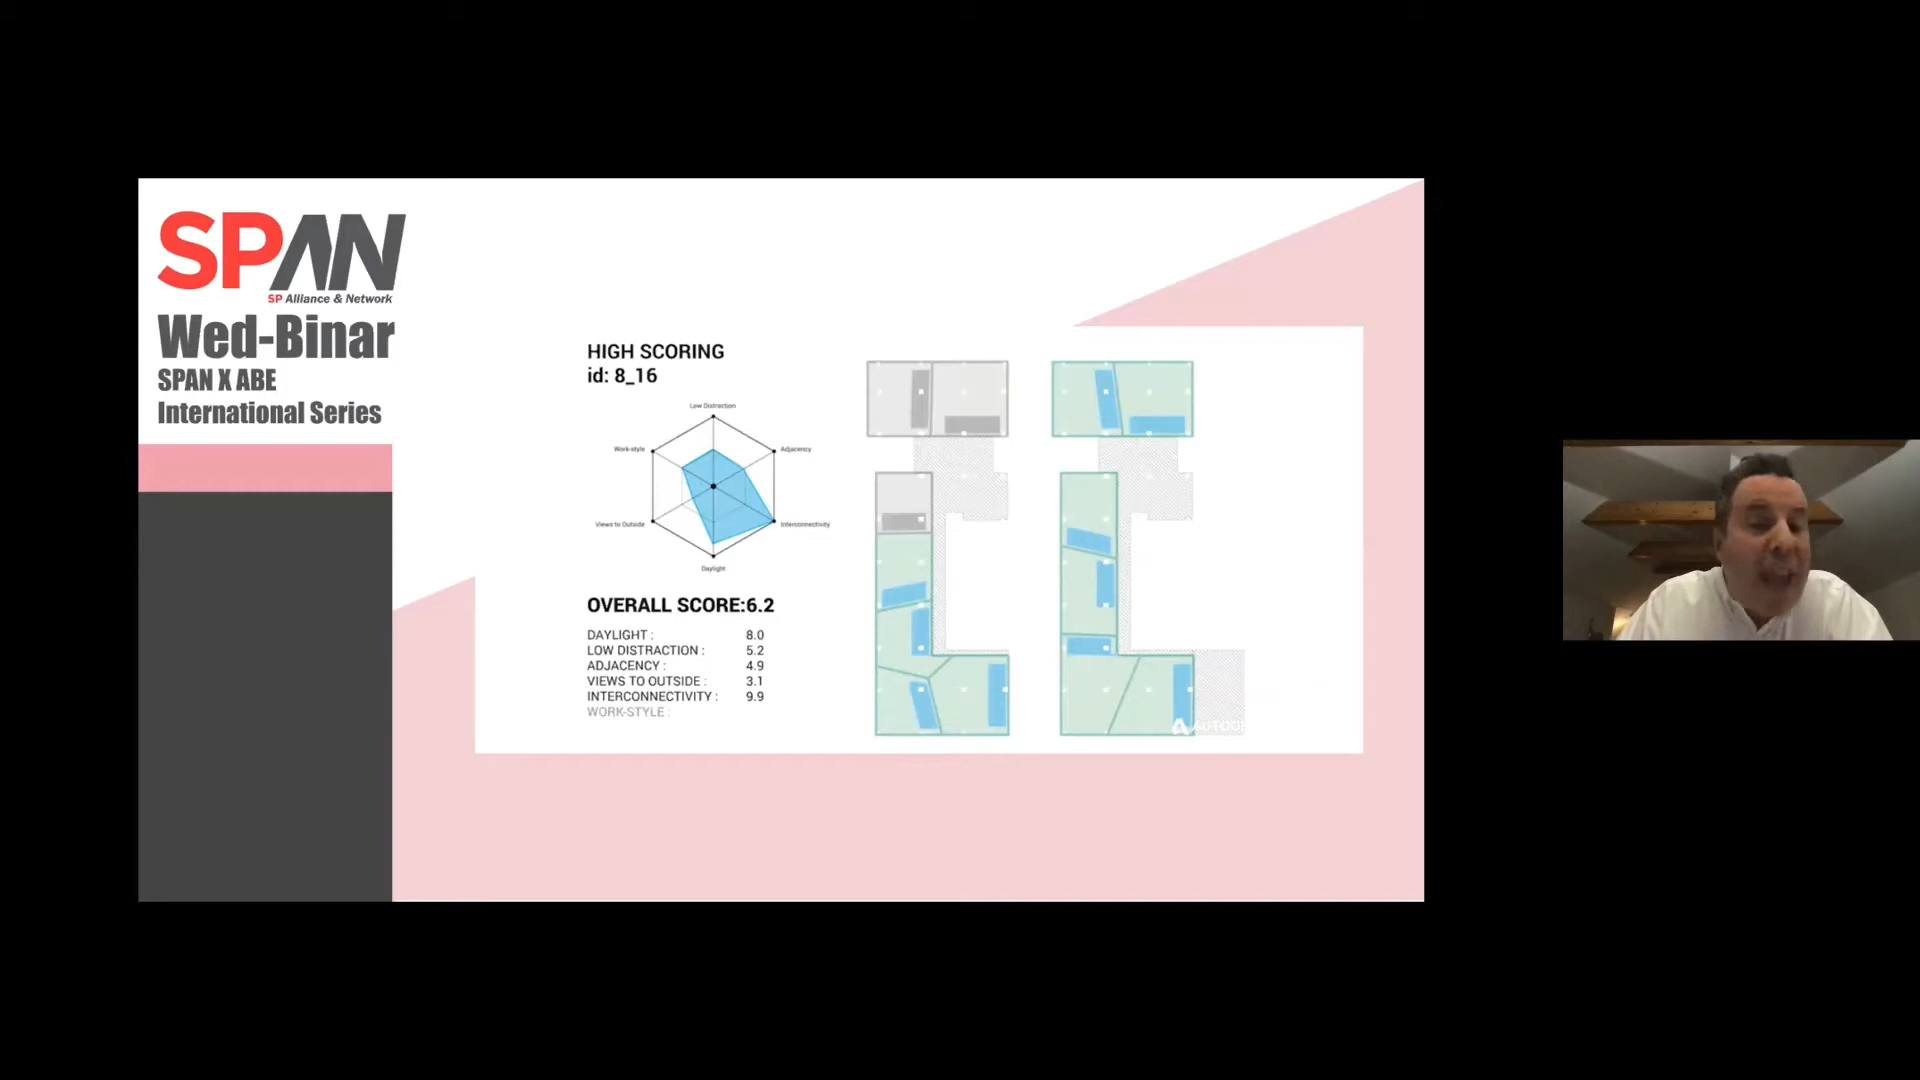 SPAN
SP Alliance & Network
Wed-Binar
SPAN X ABE
International Series
HIGH SCORING
id: 8_16
Low Distraction
Work-style
Adjacency
Views to Outside
Interconnectivity
Daylight
OVERALL SCORE:6.2
DAYLIGHT : 8.0
LOW DISTRACTION : 5.2
ADJACENCY : 4.9
VIEWS TO OUTSIDE : 3.1
INTERCONNECTIVITY : 9.9
WORK-STYLE :